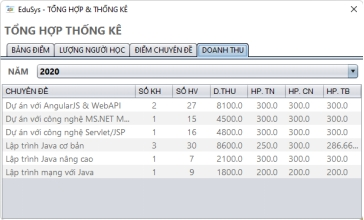 EduSys - TỔNG HỢP & THỐNG KÊ
TỔNG HỢP THỐNG KÊ
BẢNG ĐIỂM LƯỢNG NGƯỜI HỌC ĐIỂM CHUYÊN ĐỀ DOANH THU
NĂM 2020
CHUYÊN ĐỀ SỐ KH SỐ HV D.THU HP. TN HP. CN HP. TB
Dự án với AngularJS & WebAPI 2 27 8100.0 300.0 300.0 300.0
Dự án với công nghệ MS.NET M... 1 15 4500.0 300.0 300.0 300.0
Dự án với công nghệ Servlet/JSP 1 16 4800.0 300.0 300.0 300.0
Lập trình Java cơ bản 3 30 8600.0 250.0 300.0 286.66...
Lập trình Java nâng cao 1 7 2100.0 300.0 300.0 300.0
Lập trình mạng với Java 1 9 1800.0 200.0 200.0 200.0